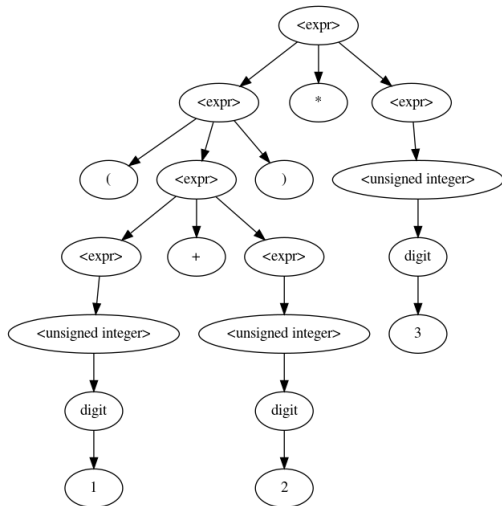 <expr>
<expr> * <expr>
( <expr> ) <unsigned integer>
<expr> + <expr> digit
<unsigned integer> <unsigned integer> 3
digit digit
1 2